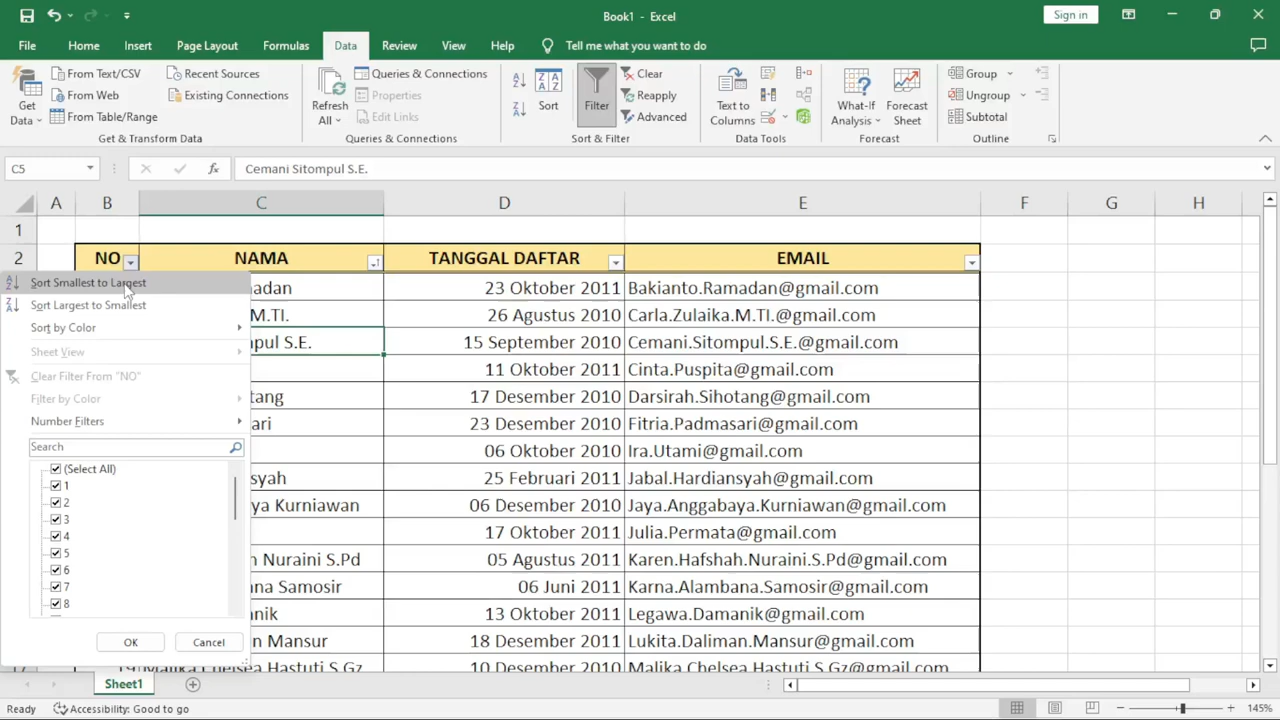 Book1 - Excel
Sign in
File Home Insert Page Layout Formulas Data Review View Help Tell me what you want to do
Get Data
From Text/CSV
From Web
From Table/Range
Recent Sources
Existing Connections
Get & Transform Data
Refresh All
Queries & Connections
Properties
Edit Links
Queries & Connections
Sort
Filter
Clear
Reapply
Advanced
Sort & Filter
Text to Columns
Data Tools
What-If Analysis
Forecast Sheet
Forecast
Group
Ungroup
Subtotal
Outline
C5 fx Cemani Sitompul S.E.
A B C D E F G H
1
2 NO NAMA TANGGAL DAFTAR EMAIL
Sort Smallest to Largest
Sort Largest to Smallest
Sort by Color
Sheet View
Clear Filter From "NO"
Filter by Color
Number Filters
Search
(Select All)
1
2
3
4
5
6
7
8
OK Cancel
adan 23 Oktober 2011 Bakianto.Ramadan@gmail.com
M.TI. 26 Agustus 2010 Carla.Zulaika.M.TI.@gmail.com
pul S.E. 15 September 2010 Cemani.Sitompul.S.E.@gmail.com
11 Oktober 2011 Cinta.Puspita@gmail.com
tang 17 Desember 2010 Darsirah.Sihotang@gmail.com
ari 23 Desember 2010 Fitria.Padmasari@gmail.com
06 Oktober 2010 Ira.Utami@gmail.com
syah 25 Februari 2011 Jabal.Hardiansyah@gmail.com
ya Kurniawan 06 Desember 2010 Jaya.Anggabaya.Kurniawan@gmail.com
17 Oktober 2011 Julia.Permata@gmail.com
n Nuraini S.Pd 05 Agustus 2011 Karen.Hafshah.Nuraini.S.Pd@gmail.com
na Samosir 06 Juni 2011 Karna.Alambana.Samosir@gmail.com
nik 13 Oktober 2011 Legawa.Damanik@gmail.com
n Mansur 18 Desember 2011 Lukita.Daliman.Mansur@gmail.com
17 19 Malika Chelsea Hastuti S.Gz 10 Desember 2010 Malika.Chelsea.Hastuti.S.Gz@gmail.com
Sheet1
Ready Accessibility: Good to go 145%